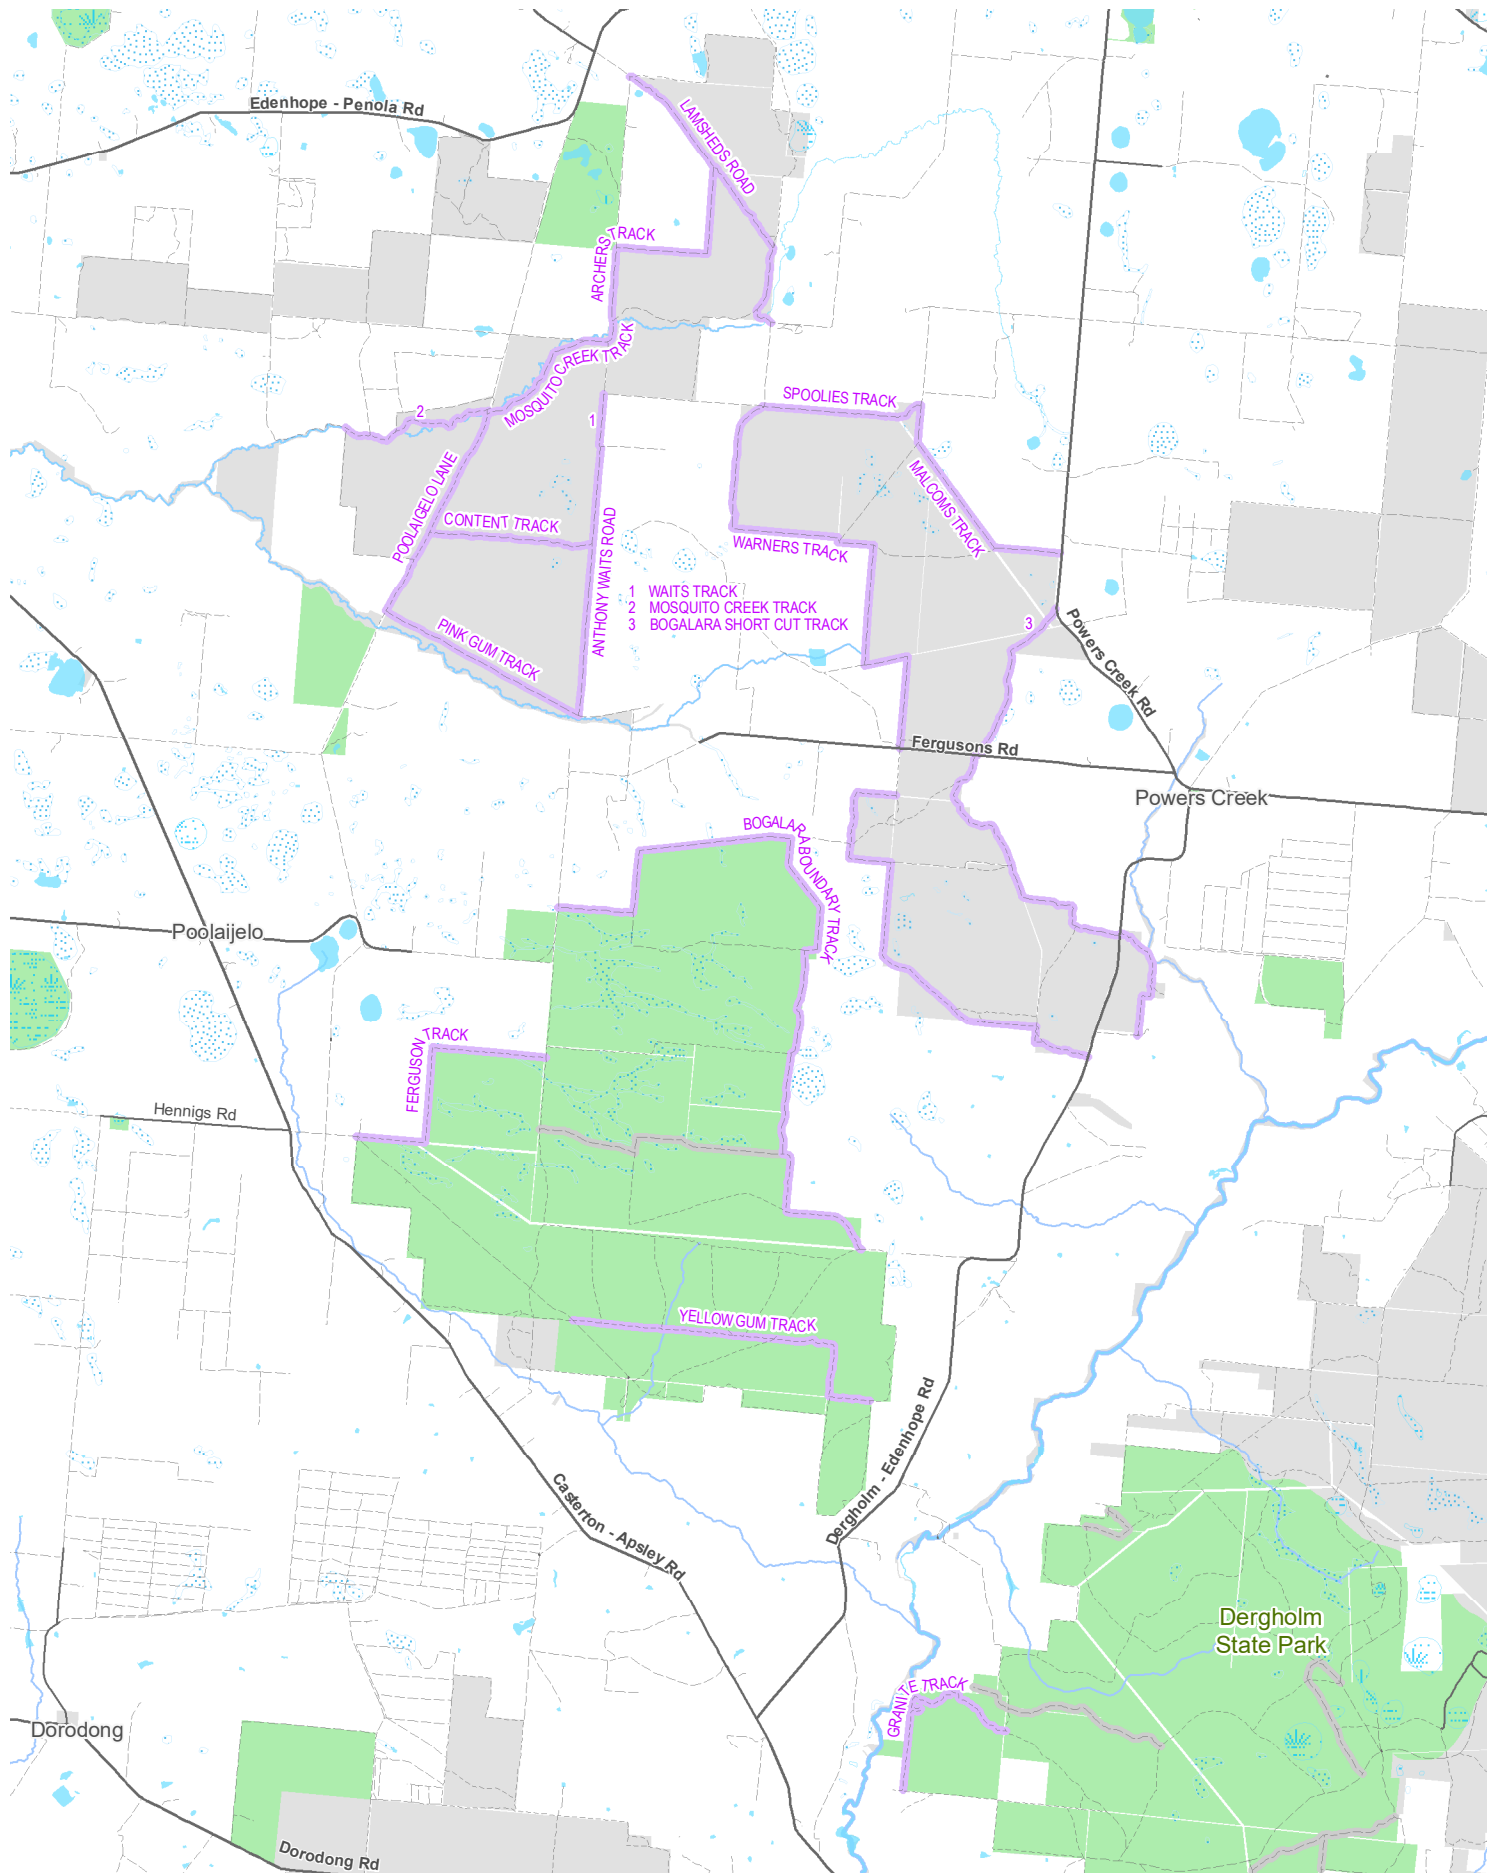 Edenhope - Penola Rd
LAMSHEDS ROAD
ARCHERS TRACK
MOSQUITO CREEK TRACK
2
1
SPOOLIES TRACK
MALCOMS TRACK
POOLAIGELO LANE
CONTENT TRACK
ANTHONY WAITS ROAD
WARNERS TRACK
1 WAITS TRACK
2 MOSQUITO CREEK TRACK
3 BOGALARA SHORT CUT TRACK
3
PINK GUM TRACK
Powers Creek Rd
Fergusons Rd
Powers Creek
BOGALARA BOUNDARY TRACK
Poolaijelo
FERGUSON TRACK
Hennigs Rd
YELLOW GUM TRACK
Dergholm - Edenhope Rd
Casterton - Apsley Rd
Dergholm
State Park
GRANITE TRACK
Dorodong
Dorodong Rd